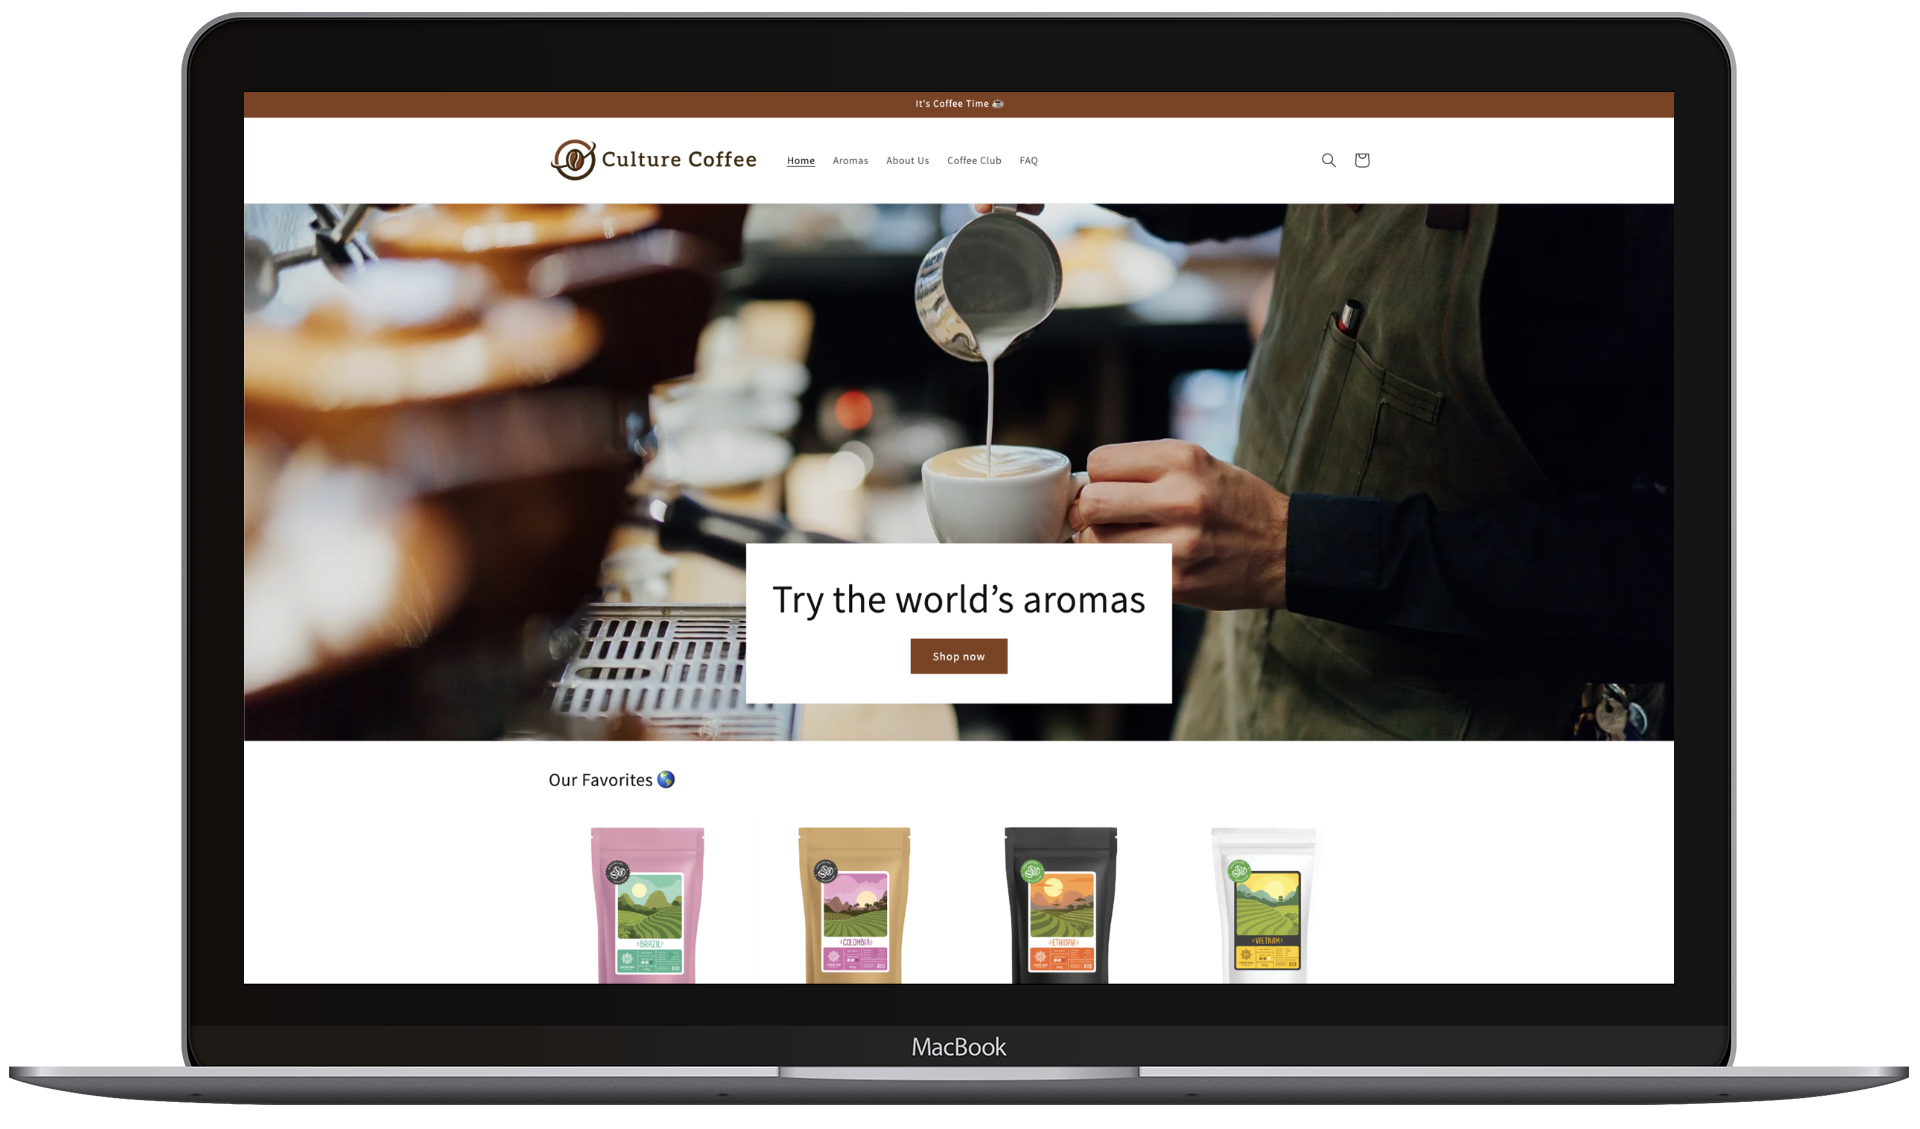 It's Coffee Time
Culture Coffee
Home
Aromas
About Us
Coffee Club
FAQ
Try the world’s aromas
Shop now
Our Favorites
BRAZIL
COLOMBIA
ETHIOPIA
VIETNAM
MacBook